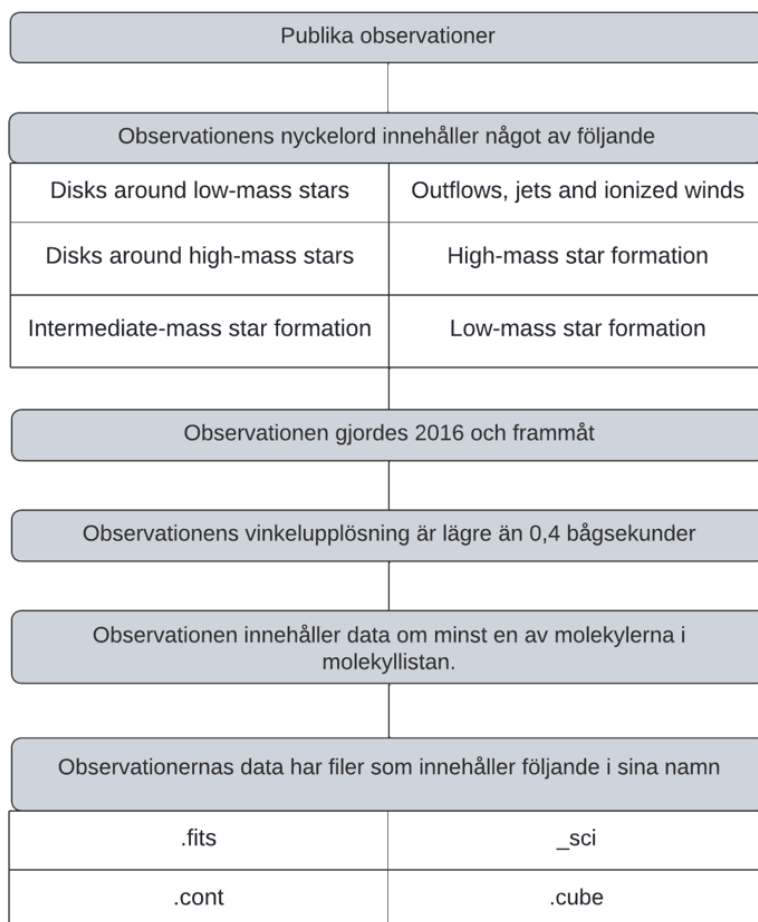 Publika observationer
Observationens nyckelord innehåller något av följande
Disks around low-mass stars
Outflows, jets and ionized winds
Disks around high-mass stars
High-mass star formation
Intermediate-mass star formation
Low-mass star formation
Observationen gjordes 2016 och frammåt
Observationens vinkelupplösning är lägre än 0,4 bågsekunder
Observationen innehåller data om minst en av molekylerna i
molekyllistan.
Observationernas data har filer som innehåller följande i sina namn
.fits
_sci
.cont
.cube